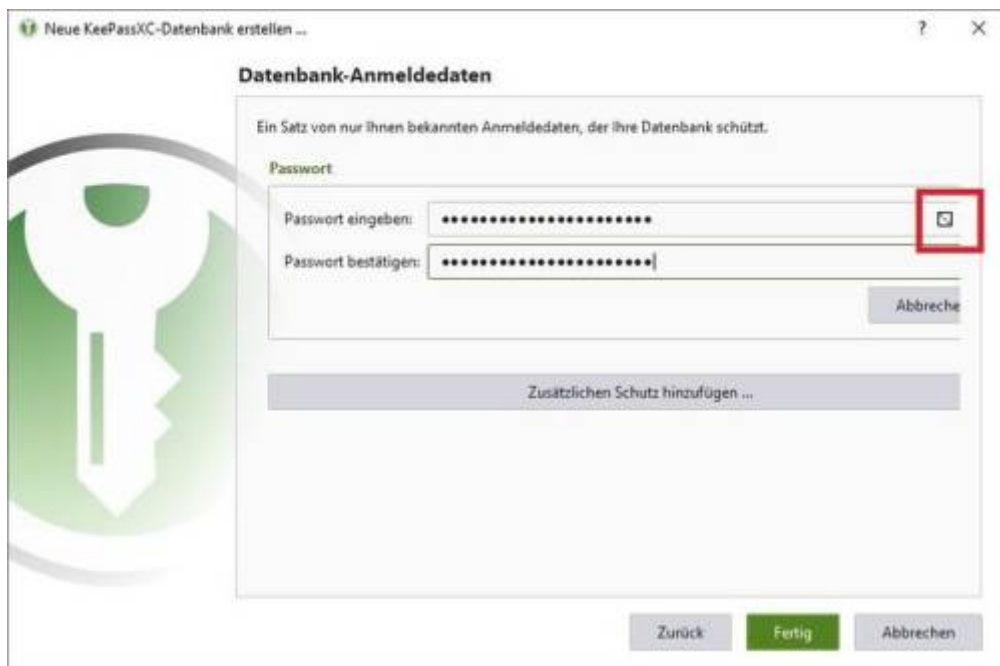 Neue KeePassXC-Datenbank erstellen ...
Datenbank-Anmeldedaten
Ein Satz von nur Ihnen bekannten Anmeldedaten, der Ihre Datenbank schützt.
Passwort
Passwort eingeben: ••••••••••••••••••••••
Passwort bestätigen: ••••••••••••••••••••••
Abbreche
Zusätzlichen Schutz hinzufügen ...
Zurück Fertig Abbrechen